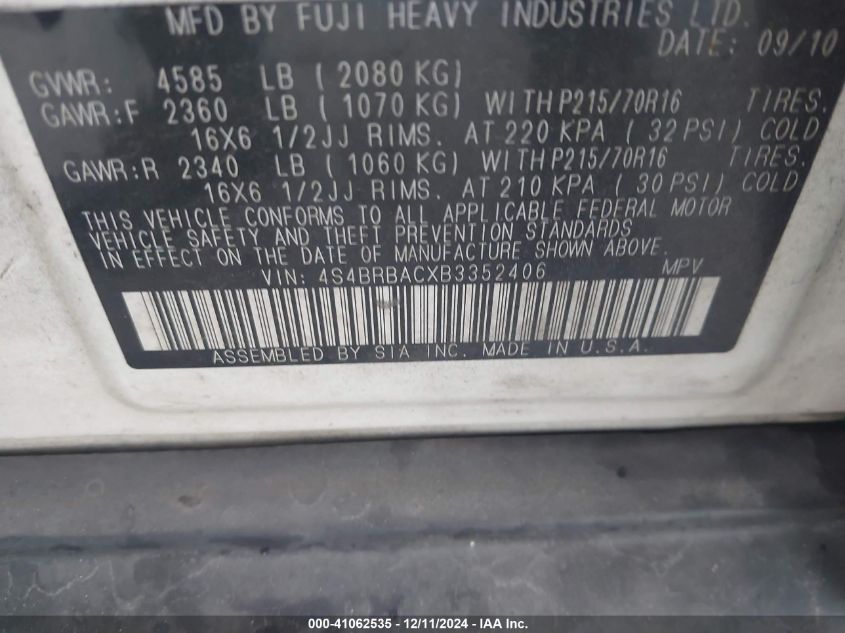 MFD BY FUJI HEAVY INDUSTRIES LTD.
DATE: 09/10
GVWR: 4585 LB ( 2080 KG)
GAWR:F 2360 LB ( 1070 KG) WITH P215/70R16 TIRES.
16X6 1/2JJ RIMS. AT 220 KPA ( 32 PSI) COLD
GAWR:R 2340 LB ( 1060 KG) WITH P215/70R16 TIRES.
16X6 1/2JJ RIMS. AT 210 KPA ( 30 PSI) COLD
THIS VEHICLE CONFORMS TO ALL APPLICABLE FEDERAL MOTOR
VEHICLE SAFETY AND THEFT PREVENTION STANDARDS
IN EFFECT ON THE DATE OF MANUFACTURE SHOWN ABOVE.
VIN: 4S4BRBACXB3352406 MPV
ASSEMBLED BY SIA INC. MADE IN U.S.A.
000-41062535 - 12/11/2024 - IAA Inc.